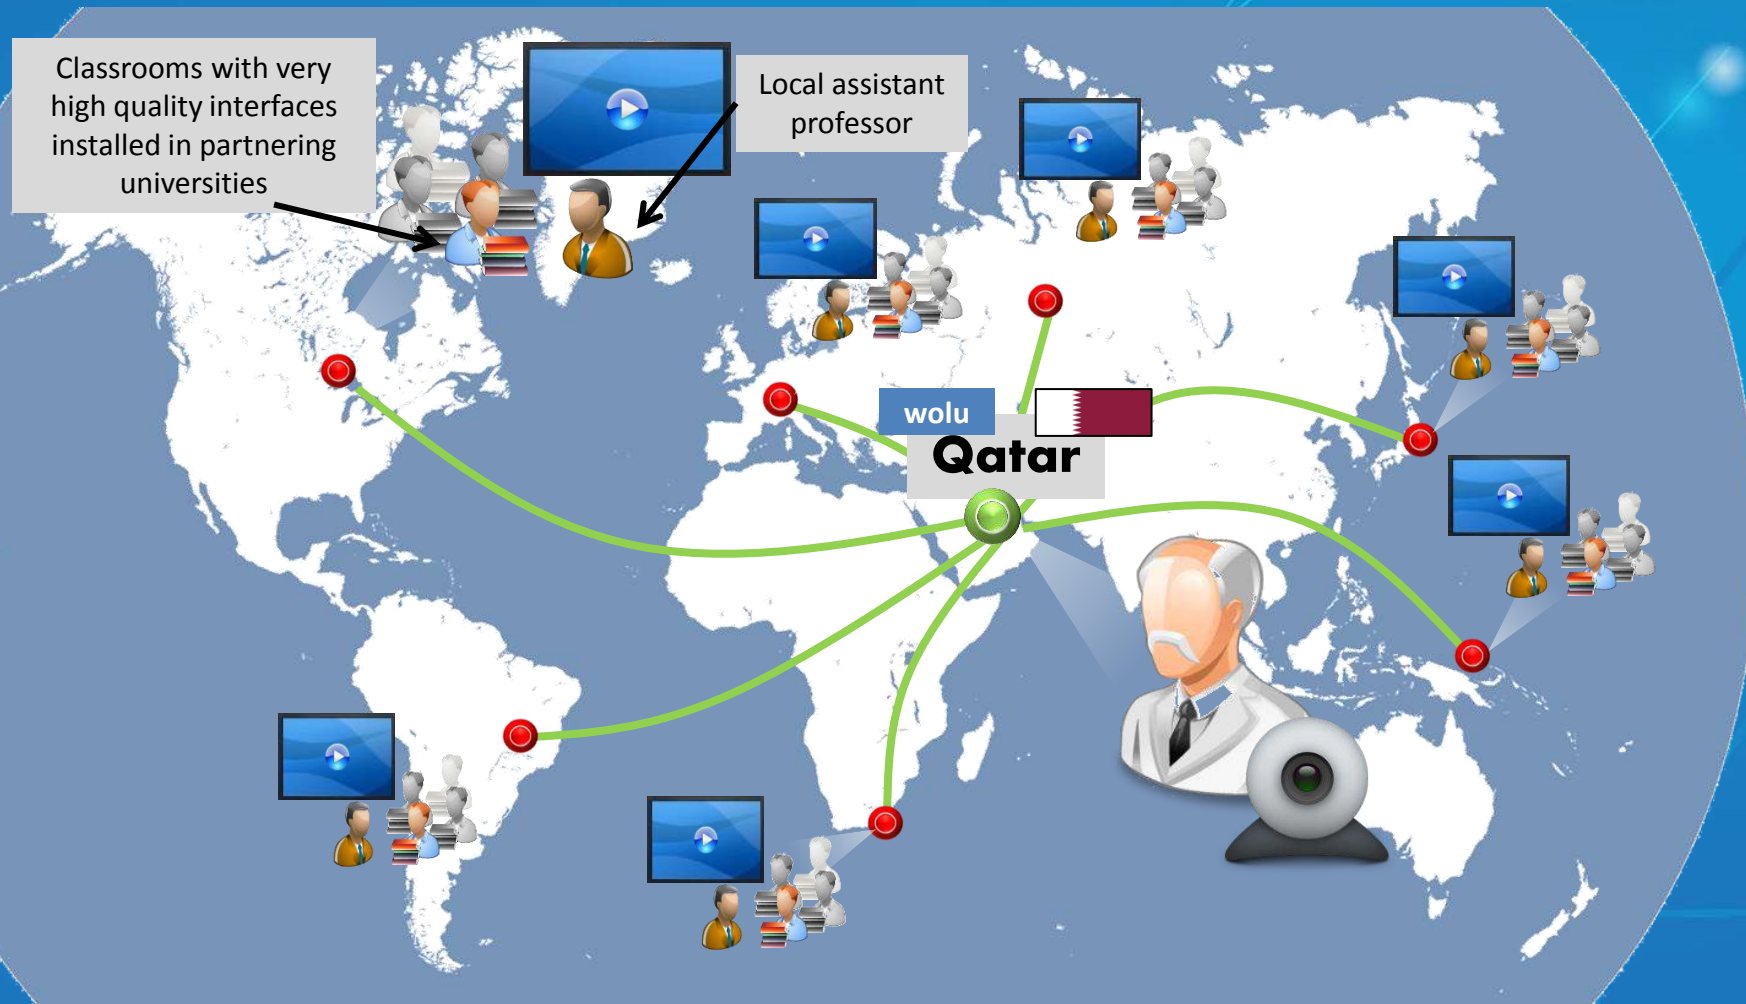 Classrooms with very
high quality interfaces
installed in partnering
universities
Local assistant
professor
wolu
Qatar